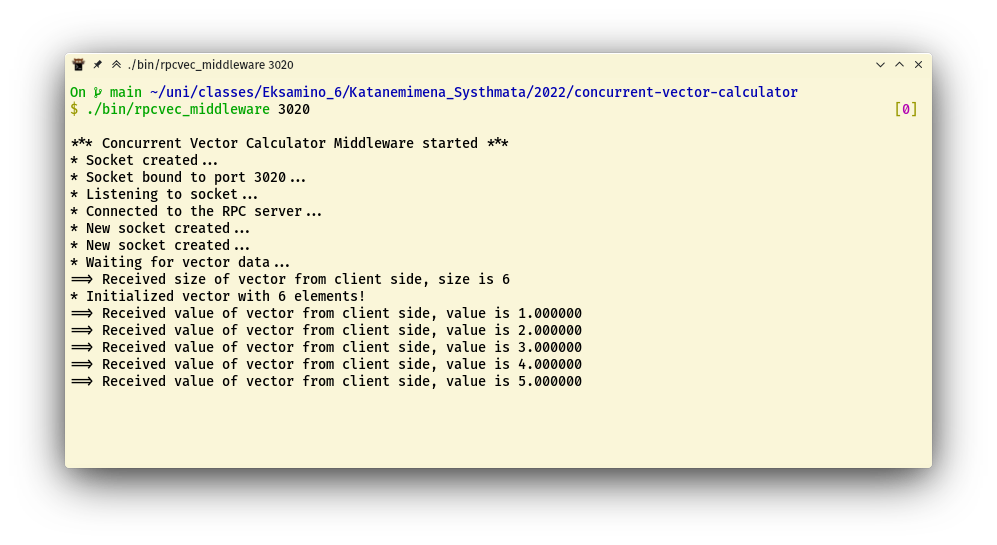 ./bin/rpcvec_middleware 3020
On main ~/uni/classes/Eksamino_6/Katanemimena_Systhmata/2022/concurrent-vector-calculator
$ ./bin/rpcvec_middleware 3020 [0]
*** Concurrent Vector Calculator Middleware started ***
* Socket created...
* Socket bound to port 3020...
* Listening to socket...
* Connected to the RPC server...
* New socket created...
* New socket created...
* Waiting for vector data...
==> Received size of vector from client side, size is 6
* Initialized vector with 6 elements!
==> Received value of vector from client side, value is 1.000000
==> Received value of vector from client side, value is 2.000000
==> Received value of vector from client side, value is 3.000000
==> Received value of vector from client side, value is 4.000000
==> Received value of vector from client side, value is 5.000000